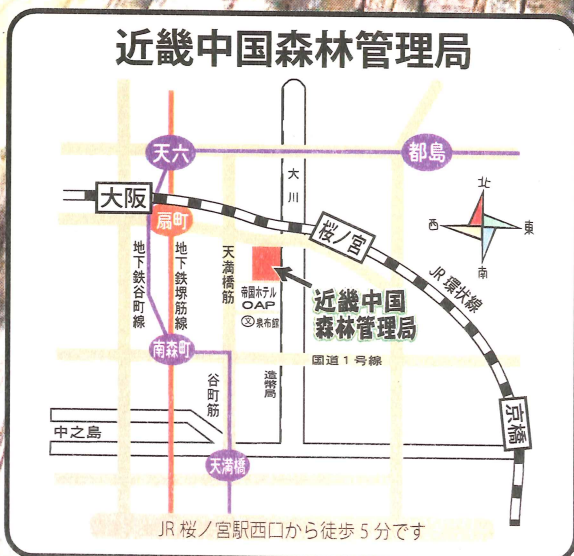 近畿中国森林管理局
天六
都島
大川
北
西
東
南
大阪
扇町
桜ノ宮
JR環状線
地下鉄谷町線
地下鉄堺筋線
天満橋筋
帝国ホテル
OAP
文泉布館
近畿中国
森林管理局
南森町
国道1号線
造幣局
谷町筋
中之島
天満橋
京橋
JR 桜ノ宮駅西口から徒歩 5 分です